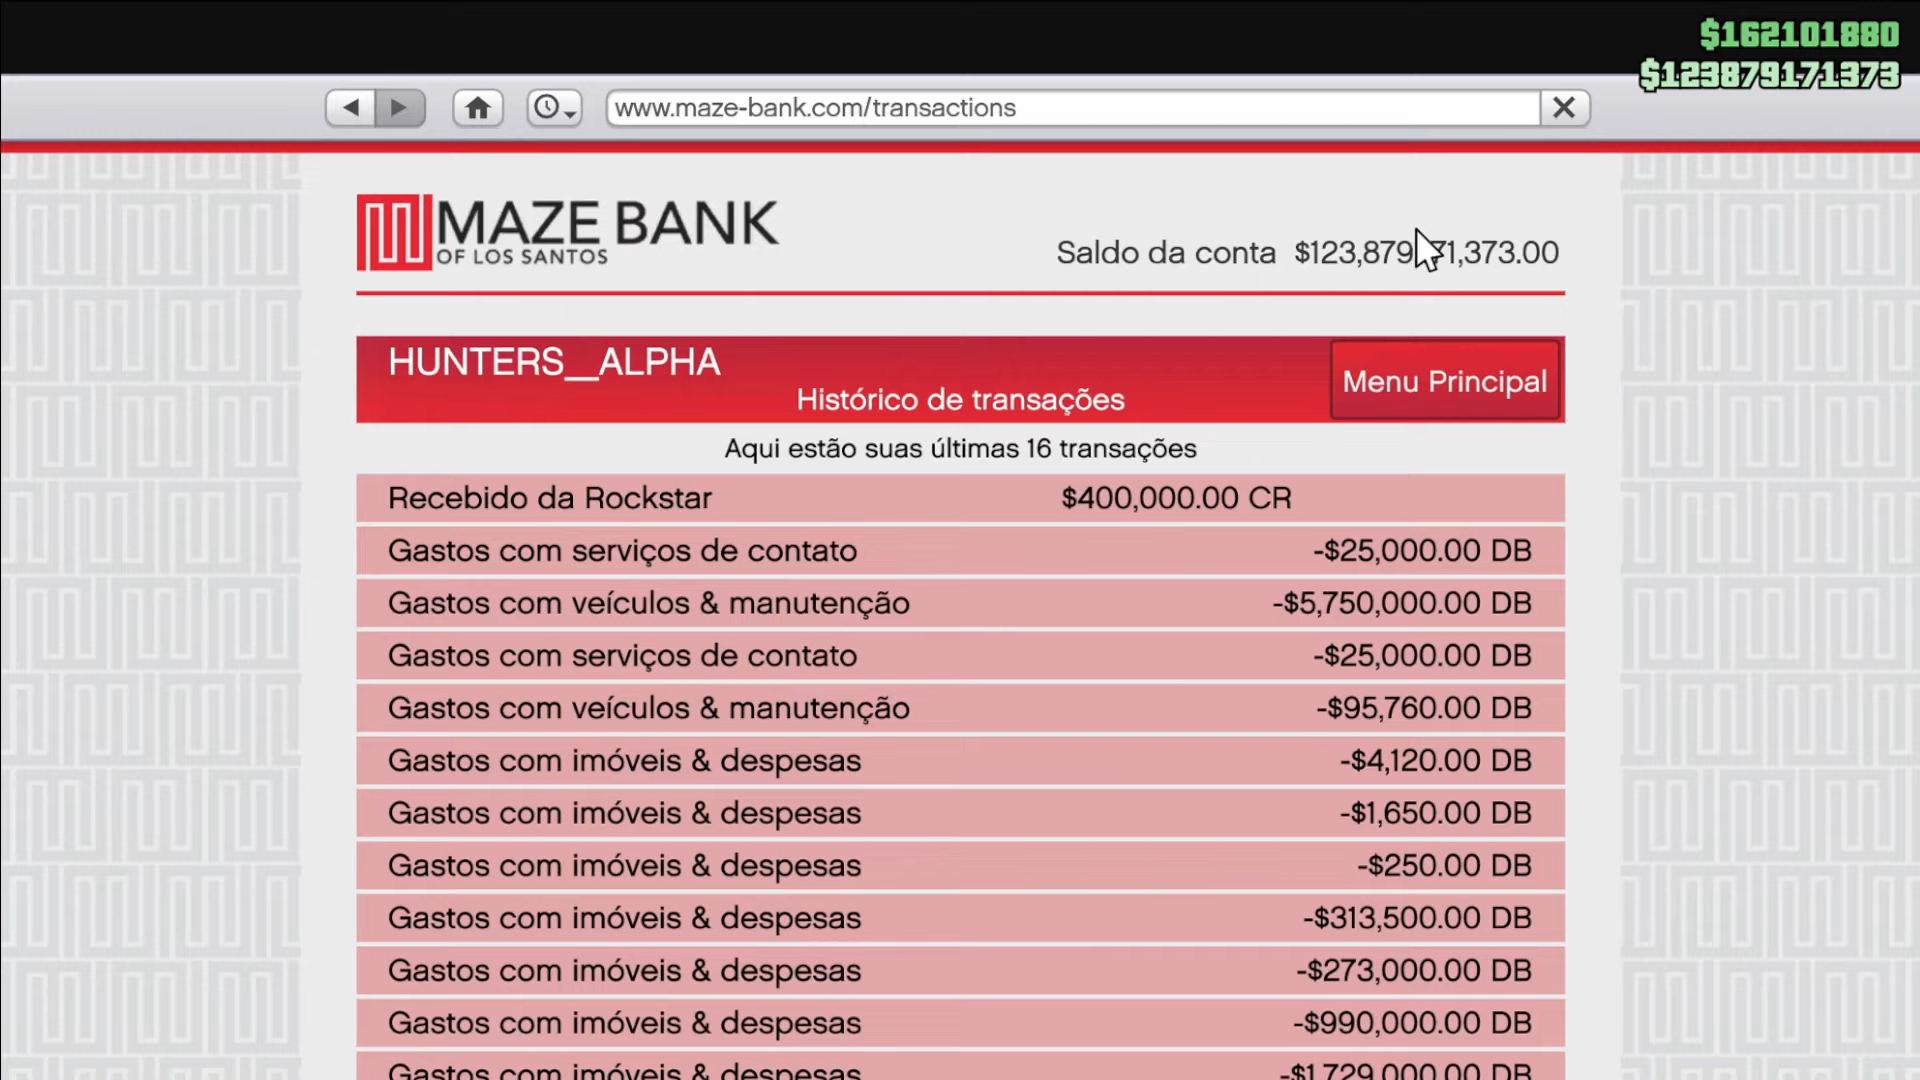 $162101880
$123879171373
www.maze-bank.com/transactions
MAZE BANK
OF LOS SANTOS
Saldo da conta $123,879,171,373.00
HUNTERS__ALPHA
Histórico de transações
Menu Principal
Aqui estão suas últimas 16 transações
Recebido da Rockstar $400,000.00 CR
Gastos com serviços de contato -$25,000.00 DB
Gastos com veículos & manutenção -$5,750,000.00 DB
Gastos com serviços de contato -$25,000.00 DB
Gastos com veículos & manutenção -$95,760.00 DB
Gastos com imóveis & despesas -$4,120.00 DB
Gastos com imóveis & despesas -$1,650.00 DB
Gastos com imóveis & despesas -$250.00 DB
Gastos com imóveis & despesas -$313,500.00 DB
Gastos com imóveis & despesas -$273,000.00 DB
Gastos com imóveis & despesas -$990,000.00 DB
Gastos com imóveis & despesas -$1,729,000.00 DB